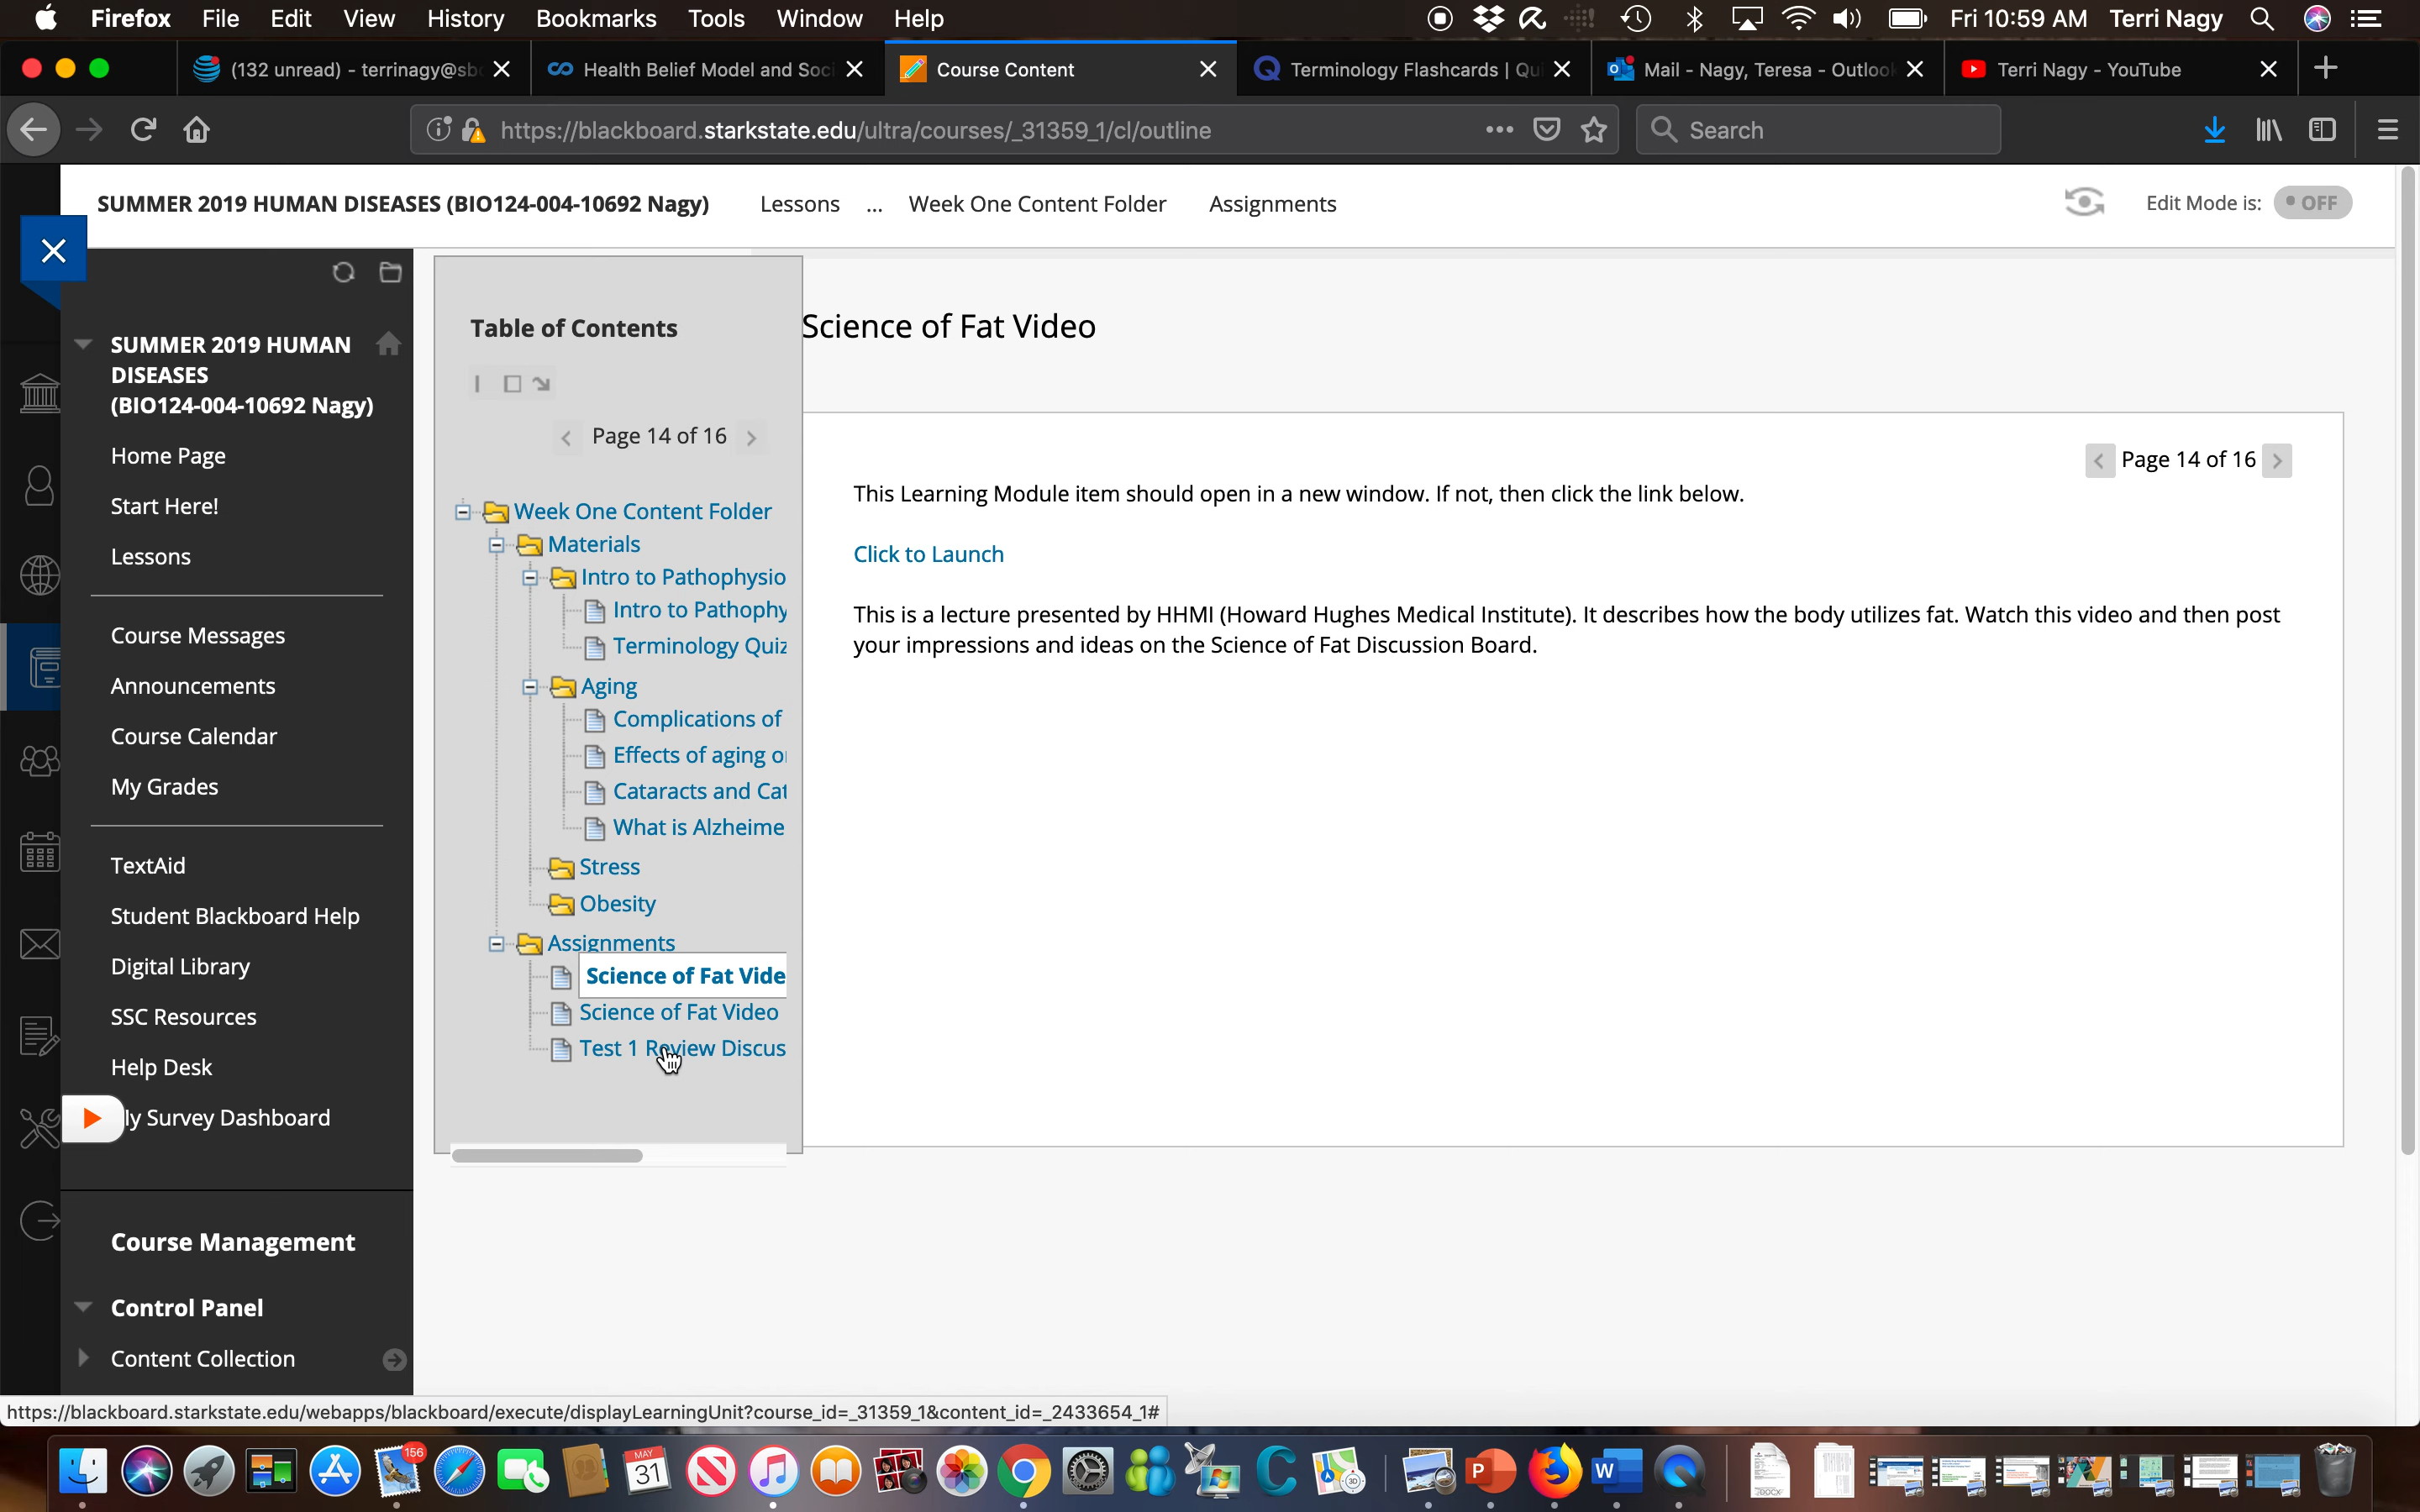 Firefox File Edit View History Bookmarks Tools Window Help Fri 10:59 AM Terri Nagy
(132 unread) - terrinagy@sbc Health Belief Model and Soci Course Content Terminology Flashcards | Qui Mail - Nagy, Teresa - Outlook Terri Nagy - YouTube
https://blackboard.starkstate.edu/ultra/courses/_31359_1/cl/outline Search
SUMMER 2019 HUMAN DISEASES (BIO124-004-10692 Nagy) Lessons ... Week One Content Folder Assignments Edit Mode is: OFF
SUMMER 2019 HUMAN
DISEASES
(BIO124-004-10692 Nagy)
Home Page
Start Here!
Lessons
Course Messages
Announcements
Course Calendar
My Grades
TextAid
Student Blackboard Help
Digital Library
SSC Resources
Help Desk
ly Survey Dashboard
Course Management
Control Panel
Content Collection
Table of Contents
Page 14 of 16
Week One Content Folder
Materials
Intro to Pathophysio
Intro to Pathophy
Terminology Quiz
Aging
Complications of
Effects of aging o
Cataracts and Cat
What is Alzheime
Stress
Obesity
Assignments
Science of Fat Vide
Science of Fat Video
Test 1 Review Discus
Science of Fat Video
Page 14 of 16
This Learning Module item should open in a new window. If not, then click the link below.
Click to Launch
This is a lecture presented by HHMI (Howard Hughes Medical Institute). It describes how the body utilizes fat. Watch this video and then post
your impressions and ideas on the Science of Fat Discussion Board.
https://blackboard.starkstate.edu/webapps/blackboard/execute/displayLearningUnit?course_id=_31359_1&content_id=_2433654_1#
156
MAY
31
3D
P
W
DOCX